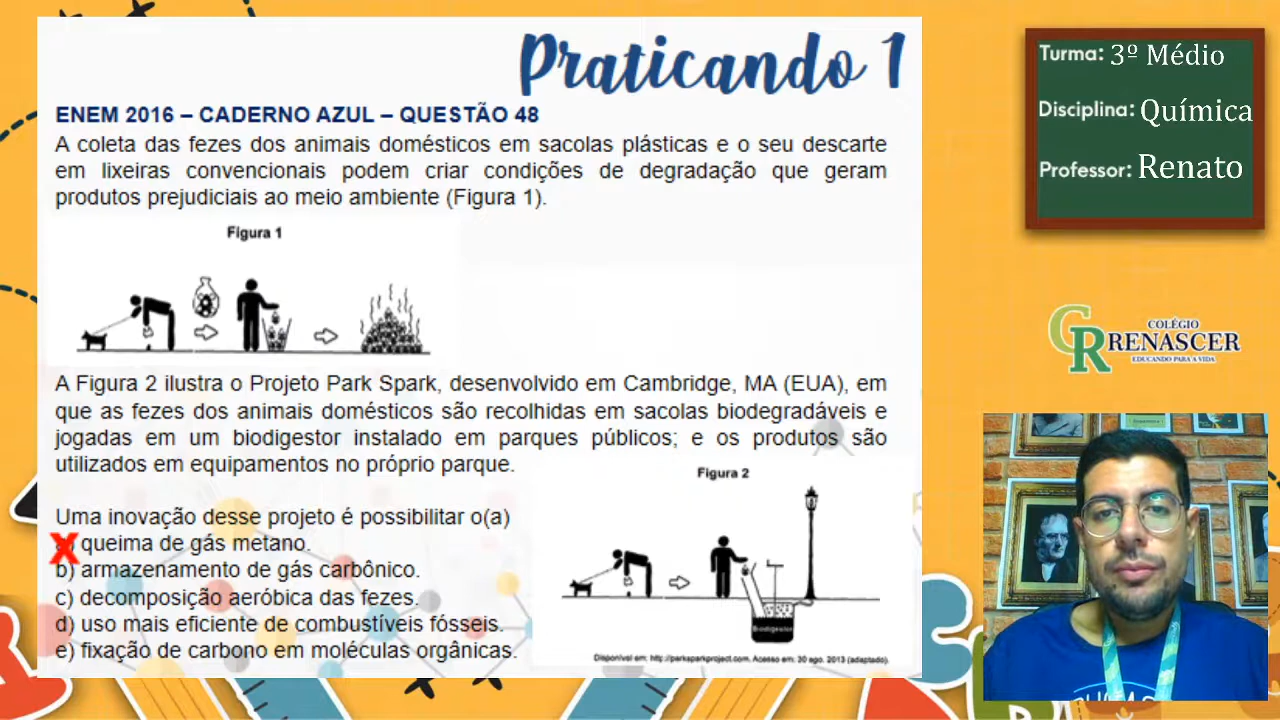 Praticando 1
ENEM 2016 – CADERNO AZUL – QUESTÃO 48
A coleta das fezes dos animais domésticos em sacolas plásticas e o seu descarte
em lixeiras convencionais podem criar condições de degradação que geram
produtos prejudiciais ao meio ambiente (Figura 1).
Figura 1
A Figura 2 ilustra o Projeto Park Spark, desenvolvido em Cambridge, MA (EUA), em
que as fezes dos animais domésticos são recolhidas em sacolas biodegradáveis e
jogadas em um biodigestor instalado em parques públicos; e os produtos são
utilizados em equipamentos no próprio parque.
Figura 2
Uma inovação desse projeto é possibilitar o(a)
queima de gás metano.
b) armazenamento de gás carbônico.
c) decomposição aeróbica das fezes.
d) uso mais eficiente de combustíveis fósseis.
e) fixação de carbono em moléculas orgânicas.
Biodigestor
Disponível em: http://parksparkproject.com. Acesso em: 30 ago. 2013 (adaptado).
Turma: 3º Médio
Disciplina: Química
Professor: Renato
CR
COLÉGIO
RENASCER
EDUCANDO PARA A VIDA